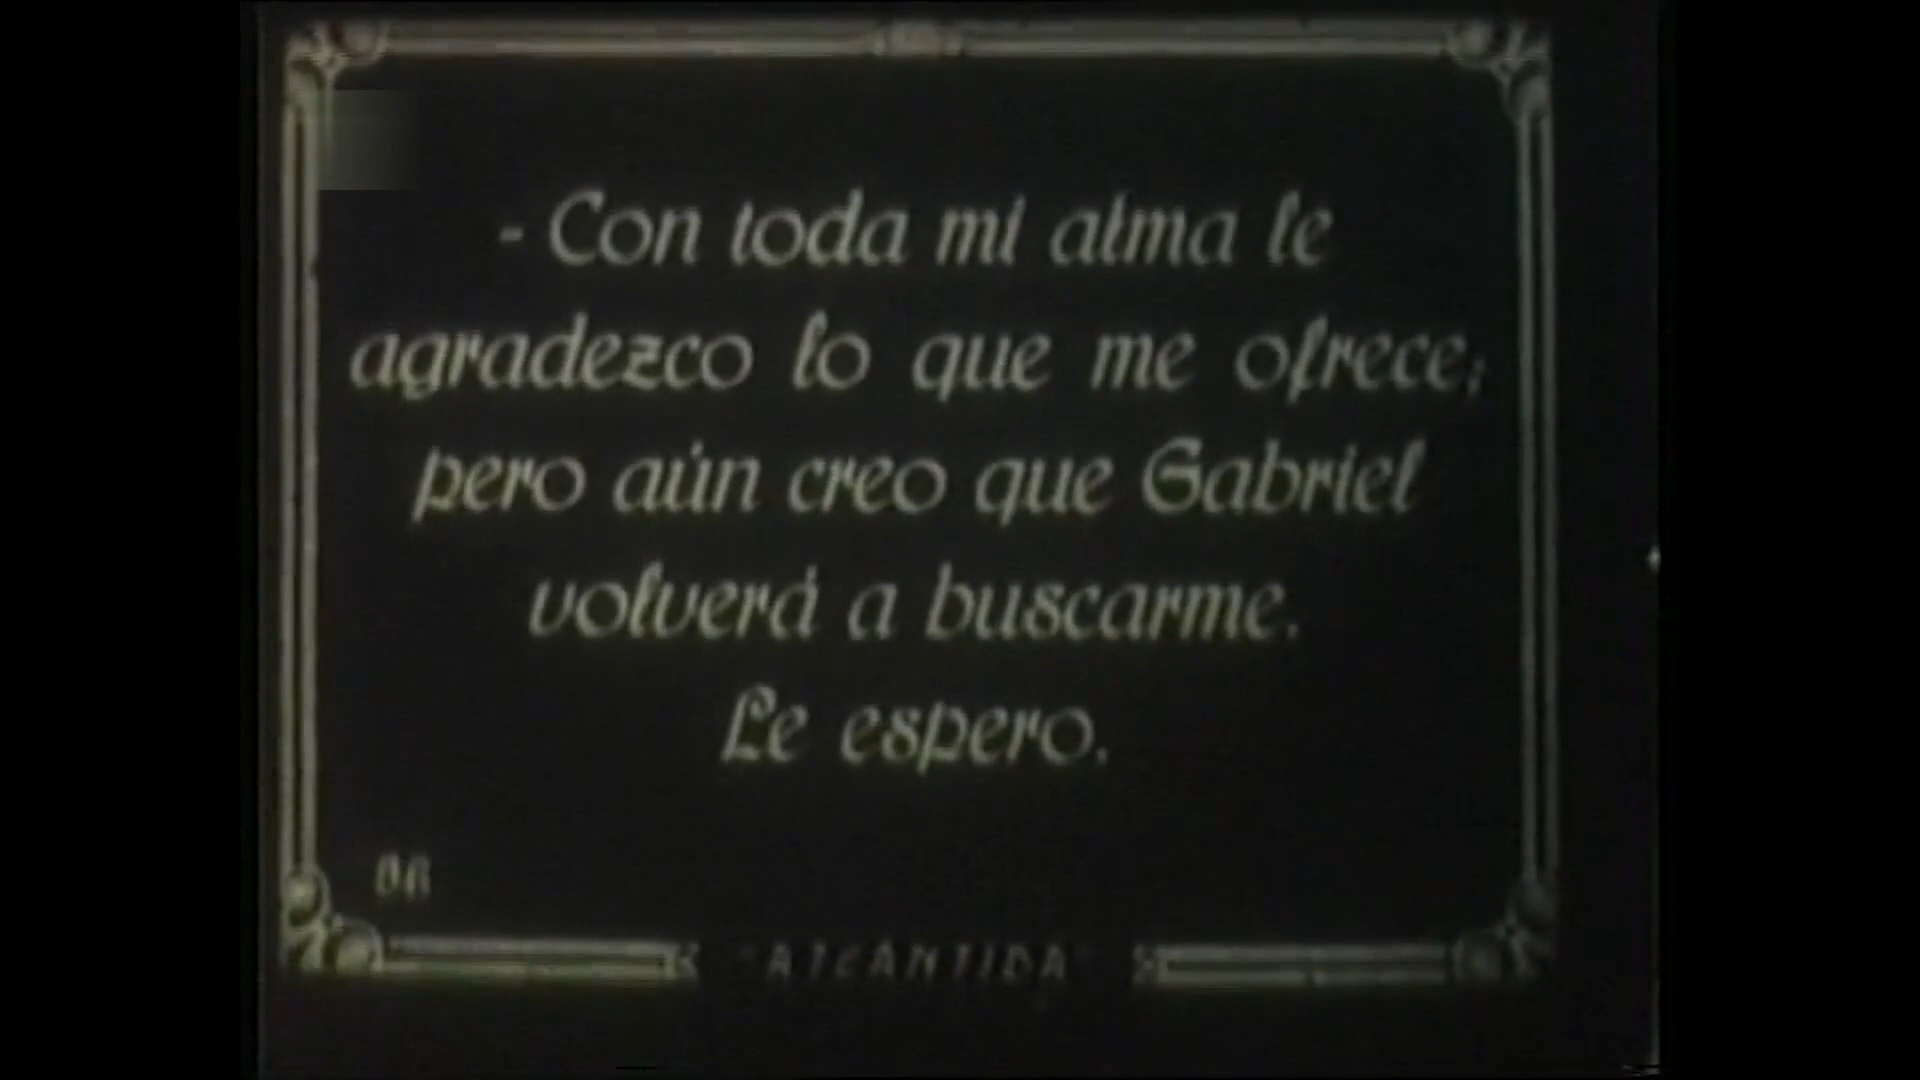 - Con toda mi alma le
agradezco lo que me ofrece;
pero aún creo que Gabriel
volverá a buscarme.
Le espero.
"ATLÁNTIDA"